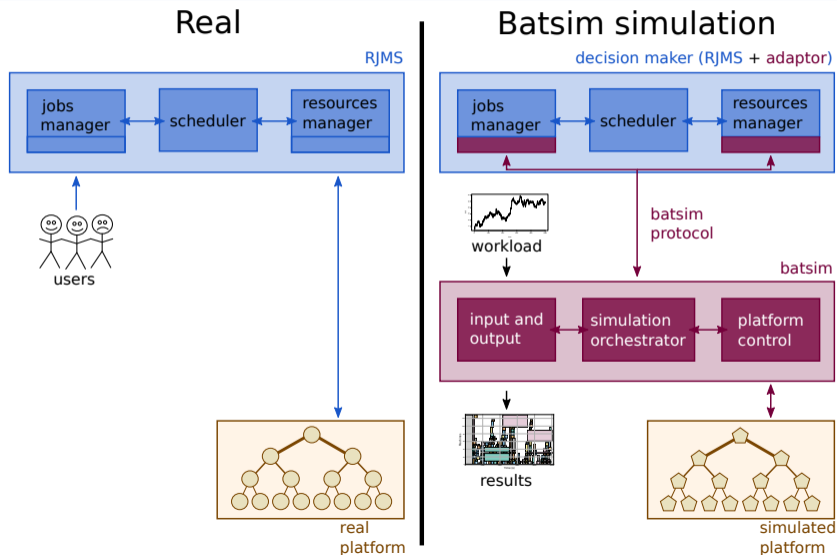 Real
RJMS
jobs
manager
scheduler
resources
manager
users
real
platform
Batsim simulation
decision maker (RJMS + adaptor)
jobs
manager
scheduler
resources
manager
workload
batsim
protocol
batsim
input and
output
simulation
orchestrator
platform
control
results
simulated
platform